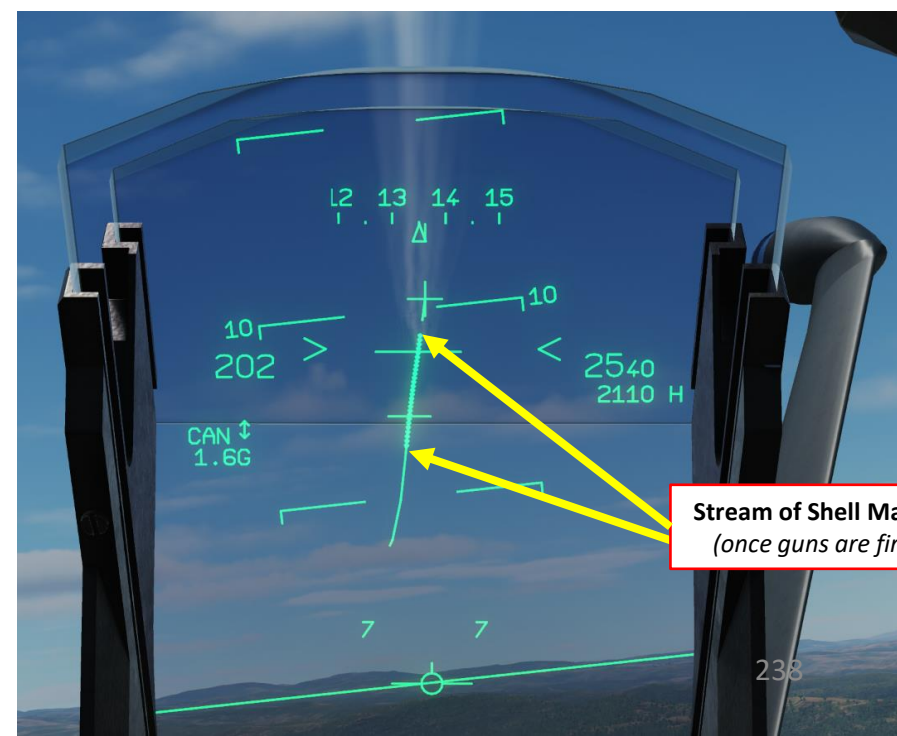 12 13 14 15
10
10
202 > < 2540
2110 H
CAN ↕
1.6G
Stream of Shell Ma
(once guns are fir
7 7
238